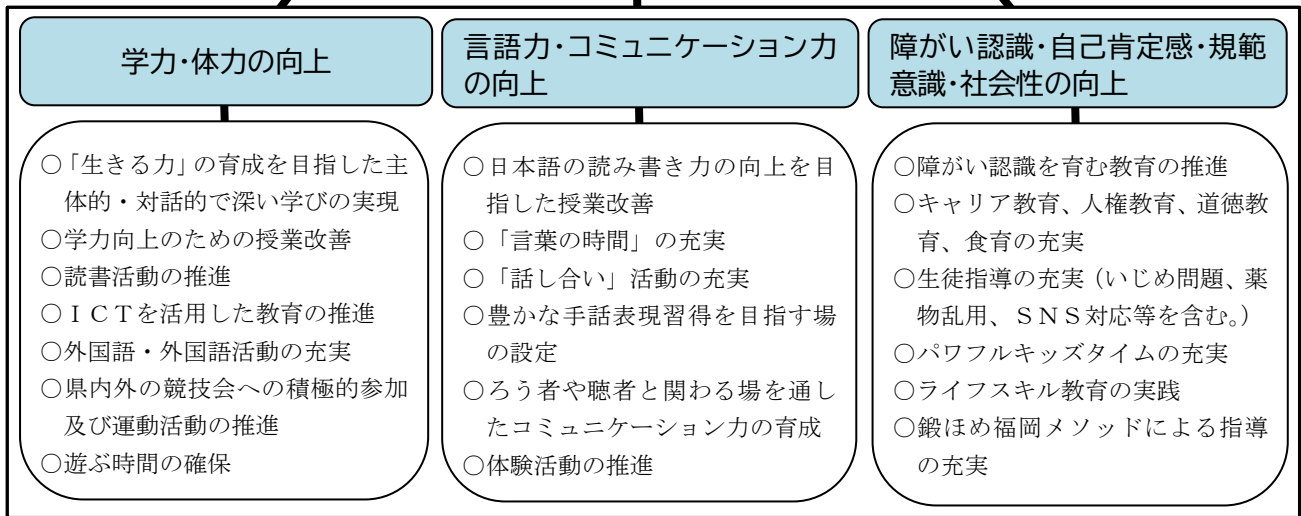 学力・体力の向上
○「生きる力」の育成を目指した主
体的・対話的で深い学びの実現
○学力向上のための授業改善
○読書活動の推進
○ＩＣＴを活用した教育の推進
○外国語・外国語活動の充実
○県内外の競技会への積極的参加
及び運動活動の推進
○遊ぶ時間の確保
言語力・コミュニケーション力
の向上
○日本語の読み書き力の向上を目
指した授業改善
○「言葉の時間」の充実
○「話し合い」活動の充実
○豊かな手話表現習得を目指す場
の設定
○ろう者や聴者と関わる場を通し
たコミュニケーション力の育成
○体験活動の推進
障がい認識・自己肯定感・規範
意識・社会性の向上
○障がい認識を育む教育の推進
○キャリア教育、人権教育、道徳教
育、食育の充実
○生徒指導の充実（いじめ問題、薬
物乱用、ＳＮＳ対応等を含む。）
○パワフルキッズタイムの充実
○ライフスキル教育の実践
○鍛ほめ福岡メソッドによる指導
の充実